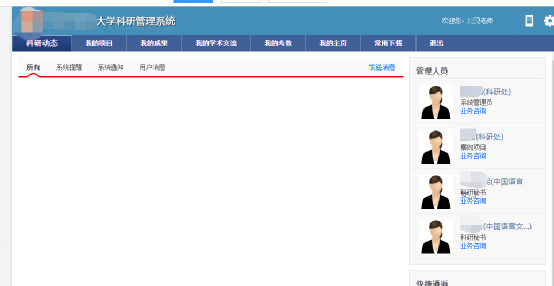 大学科研管理系统
欢迎您：老师
科研动态 我的项目 我的成果 我的学术交流 我的考核 我的主页 常用下载 退出
所有 系统提醒 系统通知 用户消息 发送消息
管理人员
(科研处)
系统管理员
业务咨询
(科研处)
横向项目
业务咨询
(中国语言
科研秘书
业务咨询
(中国语言文...)
科研秘书
业务咨询
快捷通道